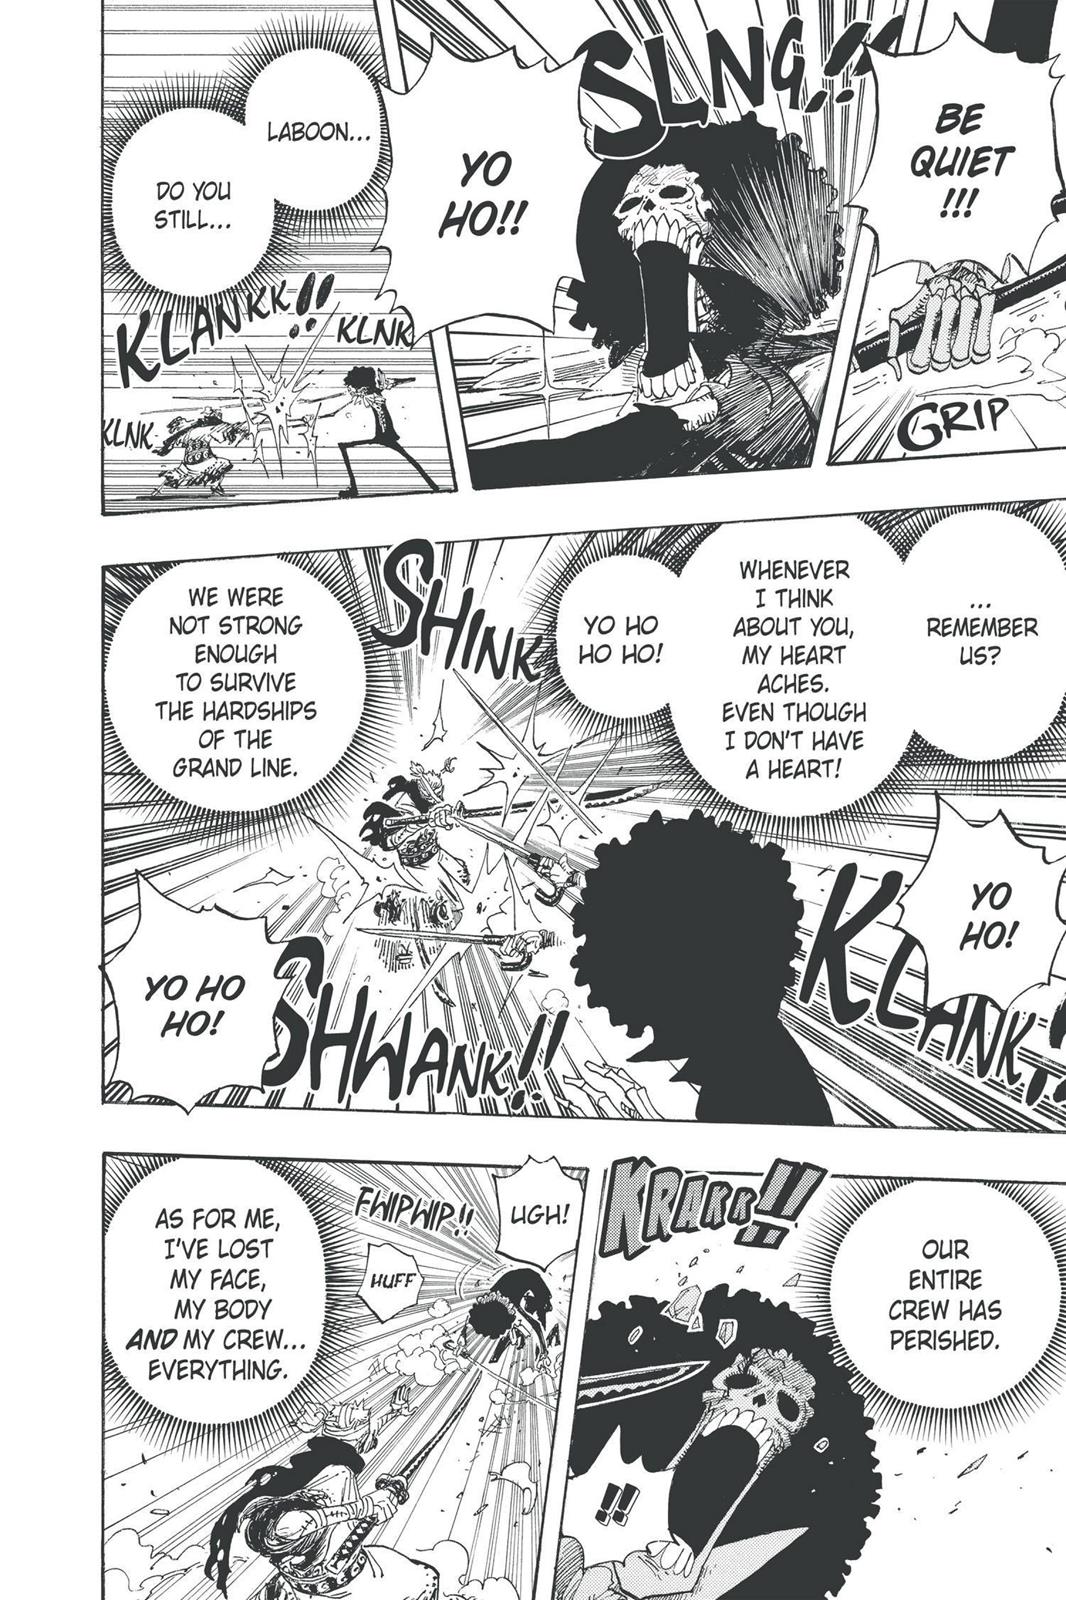 BE
QUIET
!!!
GRIP
SLNG!!
YO
HO!!
LABOON...
DO YOU
STILL...
KLANKK!!
KLNK
KLNK
...
REMEMBER
US?
WHENEVER
I THINK
ABOUT YOU,
MY HEART
ACHES.
EVEN THOUGH
I DON'T HAVE
A HEART!
YO HO
HO HO!
YO
HO!
KLANK!!
SHINK
WE WERE
NOT STRONG
ENOUGH
TO SURVIVE
THE HARDSHIPS
OF THE
GRAND LINE.
YO HO
HO!
SHWANK!!
OUR
ENTIRE
CREW HAS
PERISHED.
KRAKK!!
!!
UGH!
FWIPWIP!!
HUFF
AS FOR ME,
I'VE LOST
MY FACE,
MY BODY
AND MY CREW...
EVERYTHING.